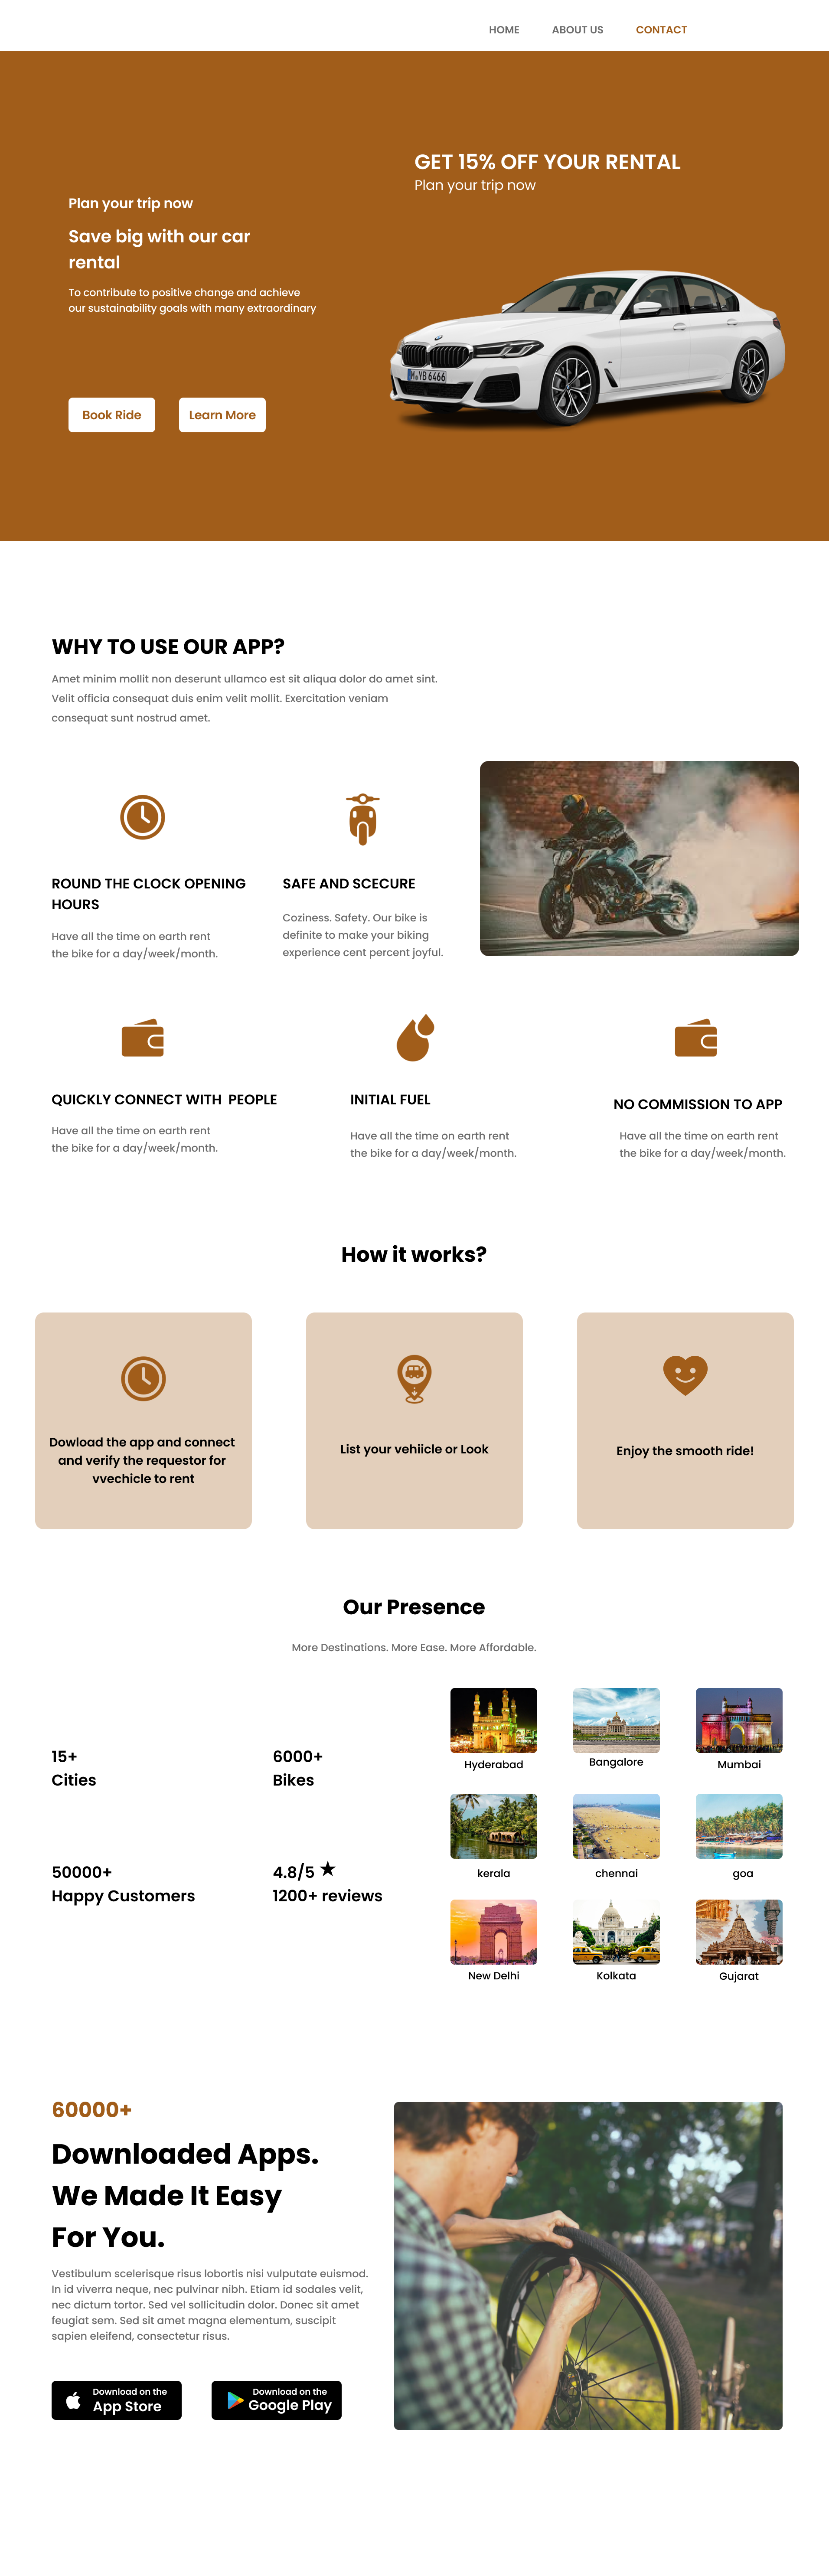 HOME ABOUT US CONTACT
GET 15% OFF YOUR RENTAL
Plan your trip now
Plan your trip now
Save big with our car
rental
To contribute to positive change and achieve
our sustainability goals with many extraordinary
Book Ride Learn More
M YB 6466
WHY TO USE OUR APP?
Amet minim mollit non deserunt ullamco est sit aliqua dolor do amet sint.
Velit officia consequat duis enim velit mollit. Exercitation veniam
consequat sunt nostrud amet.
ROUND THE CLOCK OPENING
HOURS
Have all the time on earth rent
the bike for a day/week/month.
SAFE AND SCECURE
Coziness. Safety. Our bike is
definite to make your biking
experience cent percent joyful.
QUICKLY CONNECT WITH  PEOPLE
Have all the time on earth rent
the bike for a day/week/month.
INITIAL FUEL
Have all the time on earth rent
the bike for a day/week/month.
NO COMMISSION TO APP
Have all the time on earth rent
the bike for a day/week/month.
How it works?
Dowload the app and connect
and verify the requestor for
vvechicle to rent
List your vehiicle or Look
Enjoy the smooth ride!
Our Presence
More Destinations. More Ease. More Affordable.
15+
Cities
6000+
Bikes
50000+
Happy Customers
4.8/5 ★
1200+ reviews
Hyderabad Bangalore Mumbai
kerala chennai goa
New Delhi Kolkata Gujarat
60000+
Downloaded Apps.
We Made It Easy
For You.
Vestibulum scelerisque risus lobortis nisi vulputate euismod.
In id viverra neque, nec pulvinar nibh. Etiam id sodales velit,
nec dictum tortor. Sed vel sollicitudin dolor. Donec sit amet
feugiat sem. Sed sit amet magna elementum, suscipit
sapien eleifend, consectetur risus.
Download on the
App Store
Download on the
Google Play